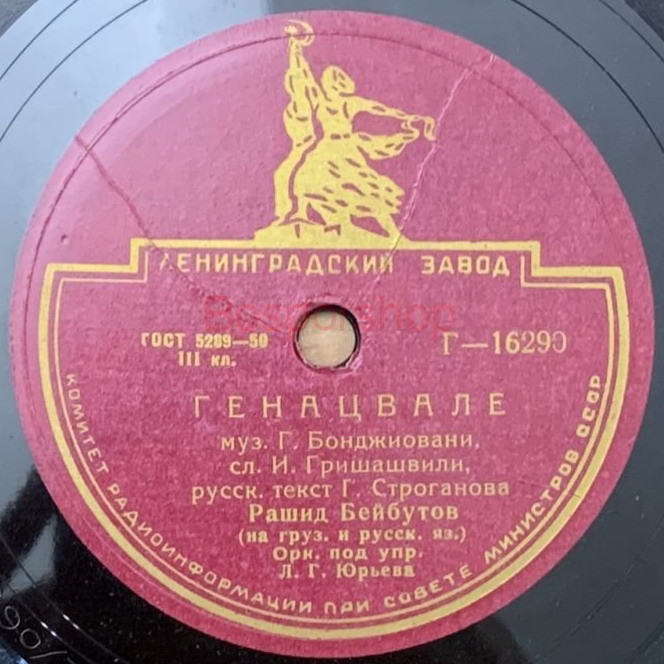 ЛЕНИНГРАДСКИЙ ЗАВОД
ГОСТ 5289—50
III кл.
Г—16290
ГЕНАЦВАЛЕ
муз. Г. Бонджиовани,
сл. И. Гришашвили,
русск. текст Г. Строганова
Рашид Бейбутов
(на груз. и русск. яз.)
Орк. под упр.
Л. Г. Юрьева
КОМИТЕТ РАДИОИНФОРМАЦИИ ПРИ СОВЕТЕ МИНИСТРОВ СССР